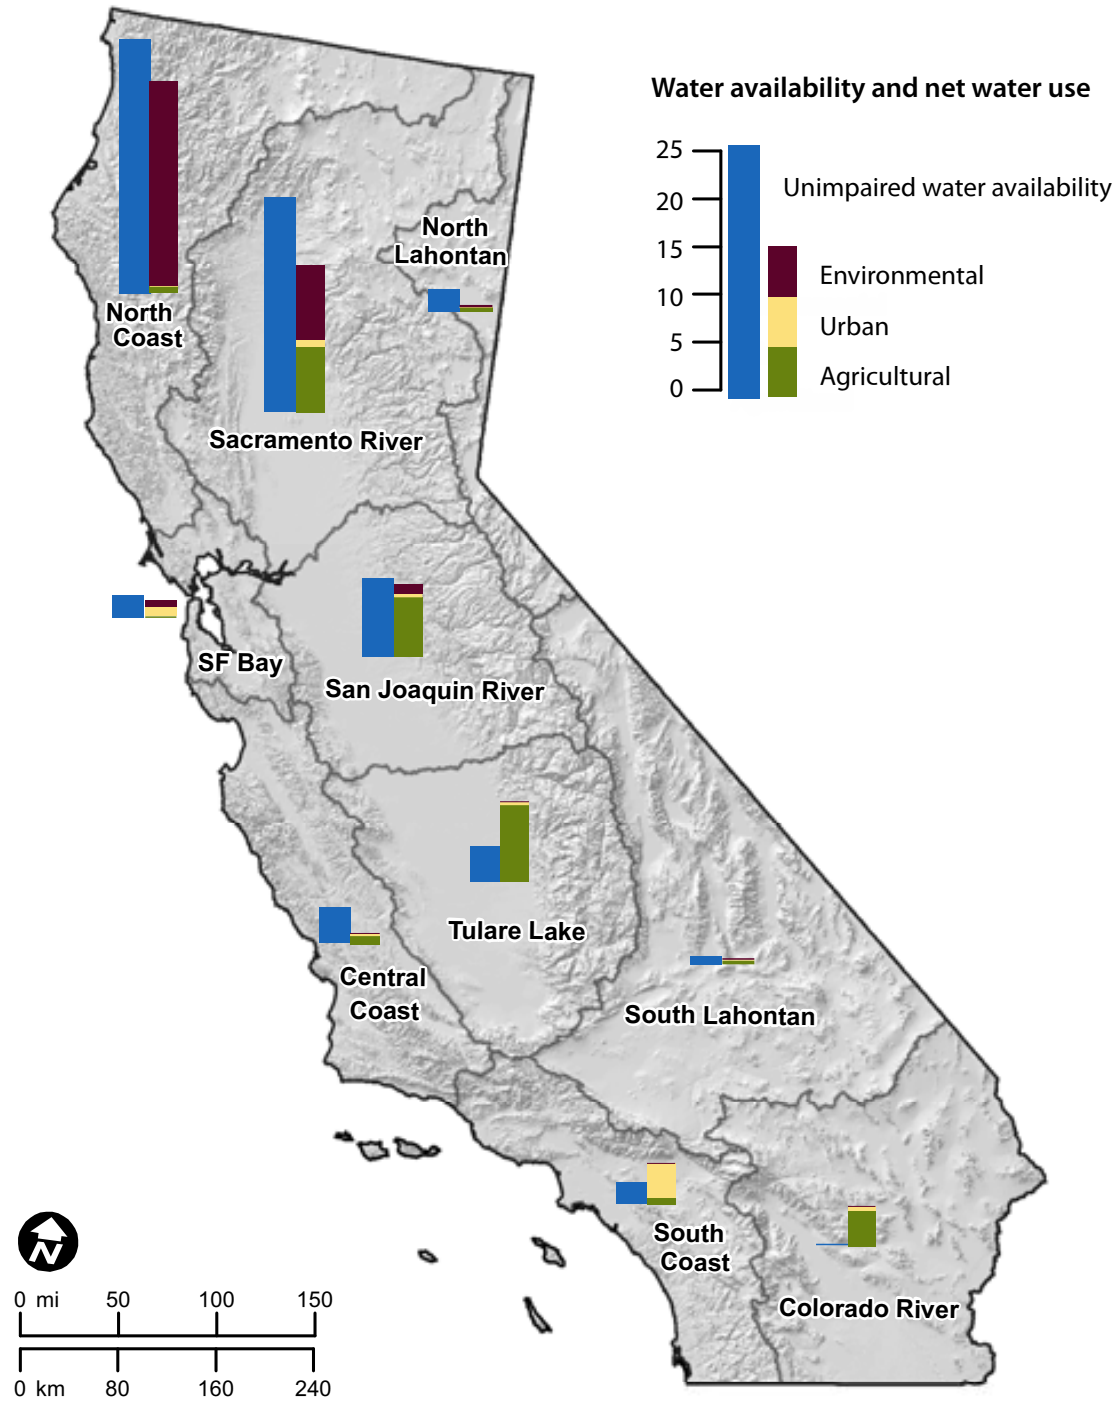 Water availability and net water use
25
Unimpaired water availability
20
15
Environmental
10
Urban
5
Agricultural
0
North
Lahontan
North
Coast
Sacramento River
SF Bay
San Joaquin River
Tulare Lake
Central
Coast
South Lahontan
South
Coast
Colorado River
N
0 mi 50 100 150
0 km 80 160 240